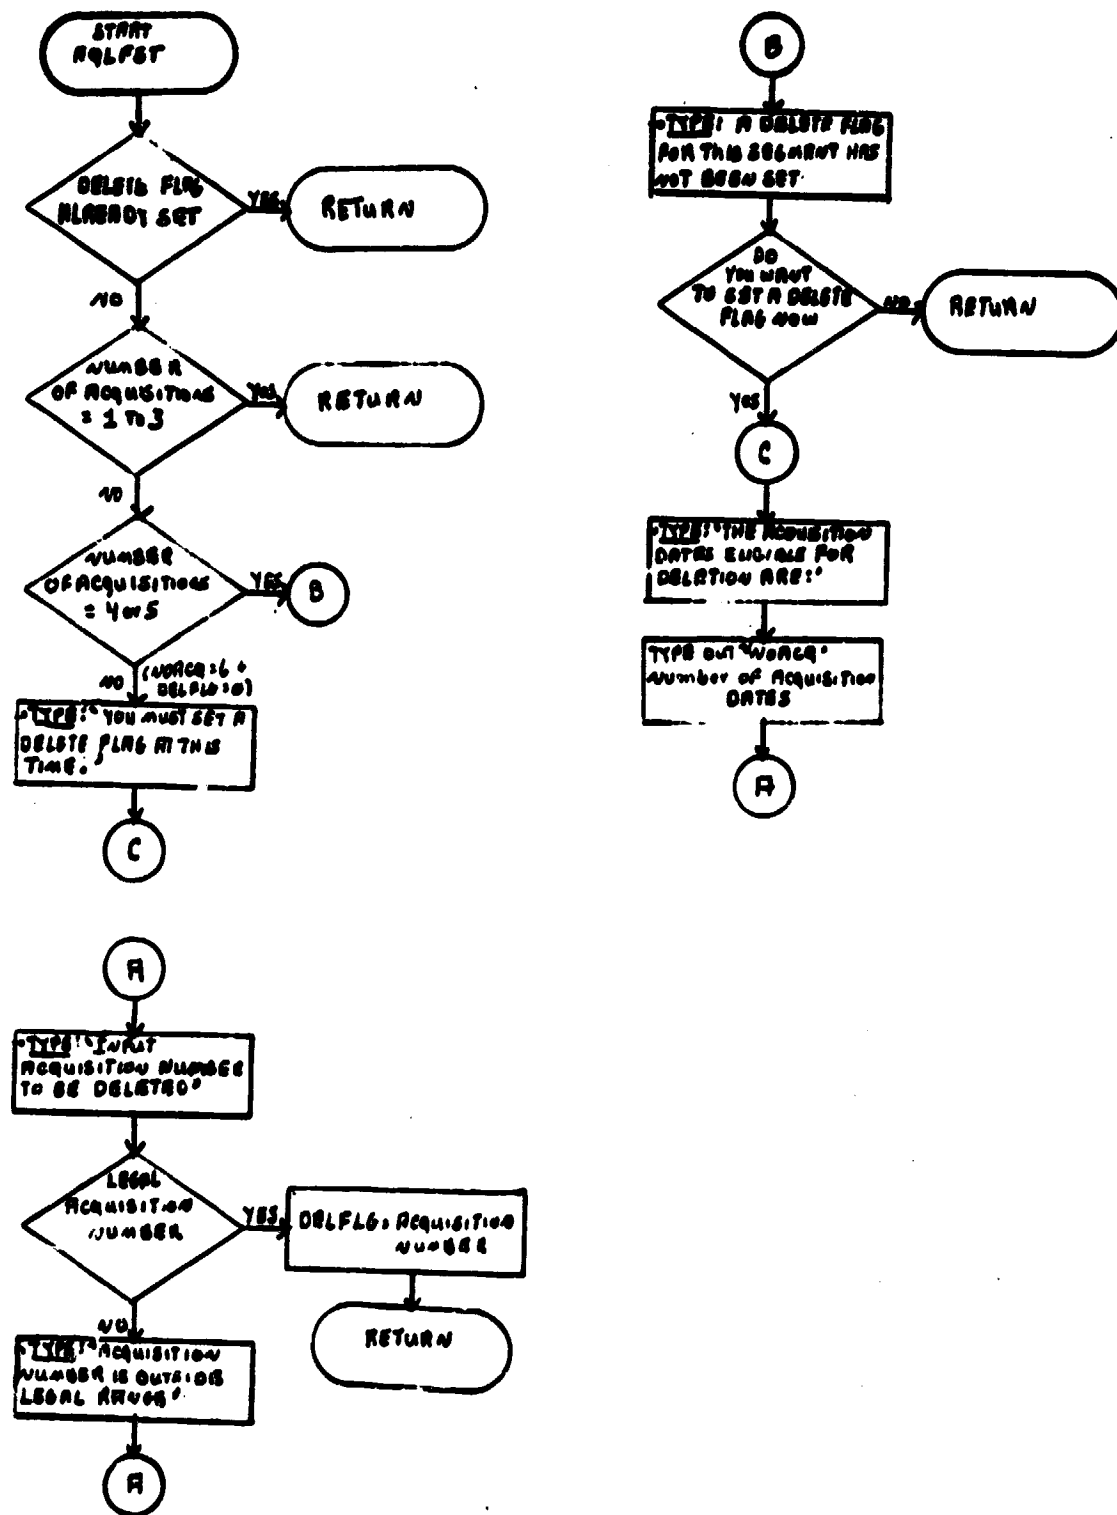 START
AQLFST
DELETE FLAG
ALREADY SET
YES
RETURN
NO
NUMBER
OF ACQUISITIONS
= 1 TO 3
YES
RETURN
NO
NUMBER
OF ACQUISITIONS
= 4 or 5
YES
B
NO
(NOACQ=6 +
DELFLG=0)
"TYPE: "YOU MUST SET A
DELETE FLAG AT THIS
TIME."
C
A
"TYPE: "INPUT
ACQUISITION NUMBER
TO BE DELETED"
LEGAL
ACQUISITION
NUMBER
YES
DELFLG = ACQUISITION
NUMBER
RETURN
NO
"TYPE: "ACQUISITION
NUMBER IS OUTSIDE
LEGAL RANGE"
A
B
"TYPE: A DELETE FLAG
FOR THIS SEGMENT HAS
NOT BEEN SET
DO
YOU WANT
TO SET A DELETE
FLAG NOW
NO
RETURN
YES
C
"TYPE: "THE ACQUISITION
DATES ELIGIBLE FOR
DELETION ARE:"
TYPE OUT "NOACQ"
NUMBER OF ACQUISITION
DATES
A